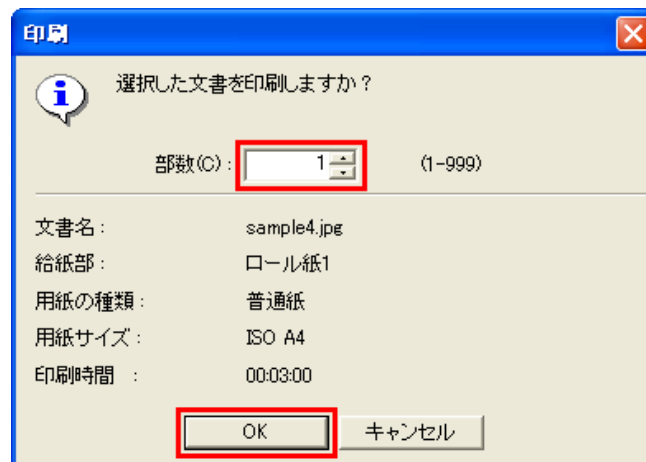 印刷
選択した文書を印刷しますか？
部数(C): 1 (1-999)
文書名: sample4.jpg
給紙部: ロール紙1
用紙の種類: 普通紙
用紙サイズ: ISO A4
印刷時間 : 00:03:00
OK キャンセル